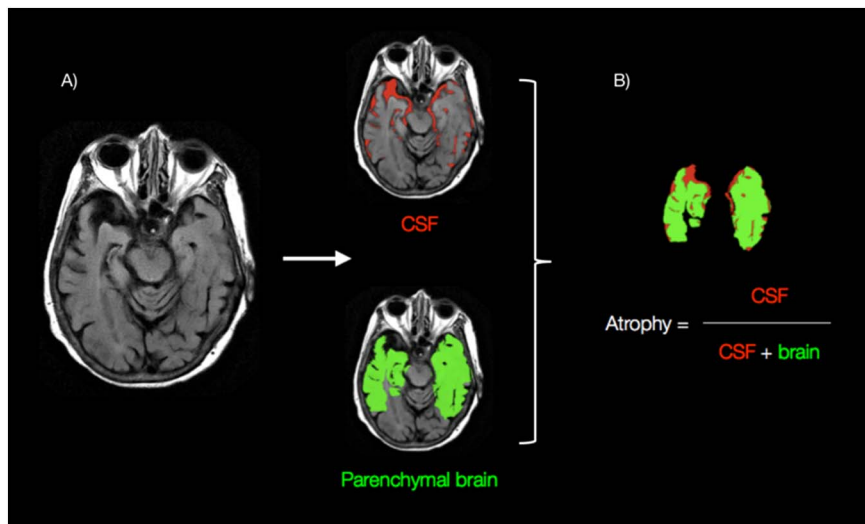 A)
CSF
Parenchymal brain
B)
Atrophy =
CSF
CSF + brain